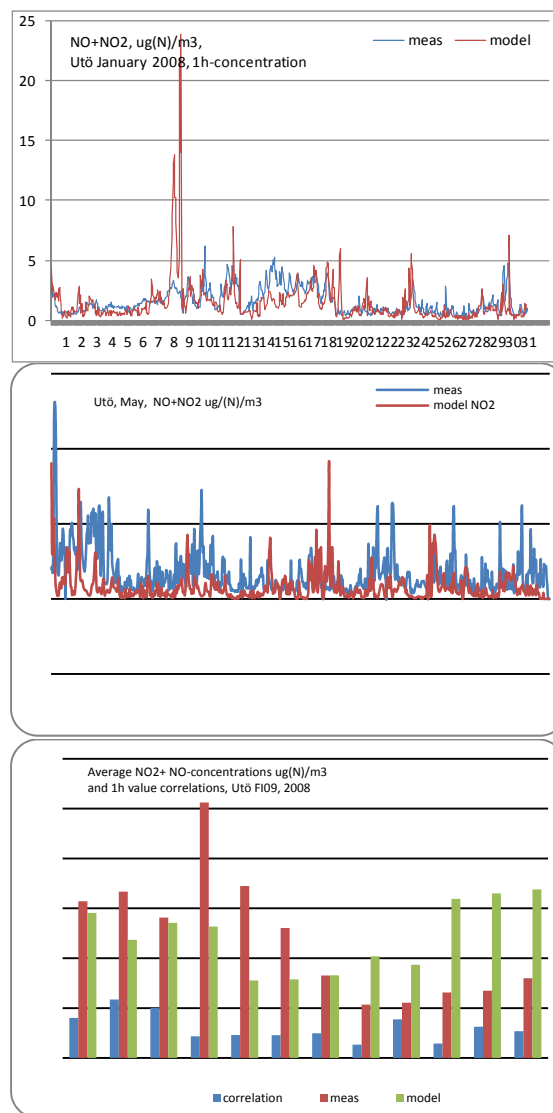 25
NO+NO2, ug(N)/m3,
Utö January 2008, 1h-concentration
meas
model
20
15
10
5
0
1 2 3 4 5 6 7 8 9 10 11 12 13 14 15 16 17 18 19 20 21 22 23 24 25 26 27 28 29 30 31
Utö, May, NO+NO2 ug/(N)/m3
meas
model NO2
Average NO2+ NO-concentrations ug(N)/m3
and 1h value correlations, Utö FI09, 2008
correlation
meas
model